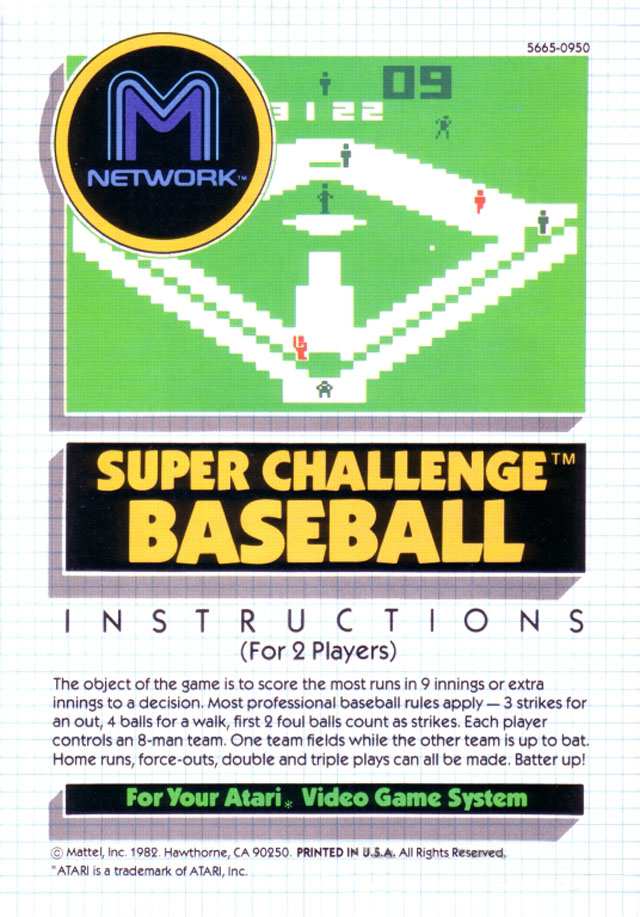 5665-0950
M
NETWORK™
09
3122
SUPER CHALLENGE™
BASEBALL
INSTRUCTIONS
(For 2 Players)
The object of the game is to score the most runs in 9 innings or extra
innings to a decision. Most professional baseball rules apply — 3 strikes for
an out, 4 balls for a walk, first 2 foul balls count as strikes. Each player
controls an 8-man team. One team fields while the other team is up to bat.
Home runs, force-outs, double and triple plays can all be made. Batter up!
For Your Atari* Video Game System
© Mattel, Inc. 1982. Hawthorne, CA 90250. PRINTED IN U.S.A. All Rights Reserved.
*ATARI is a trademark of ATARI, Inc.